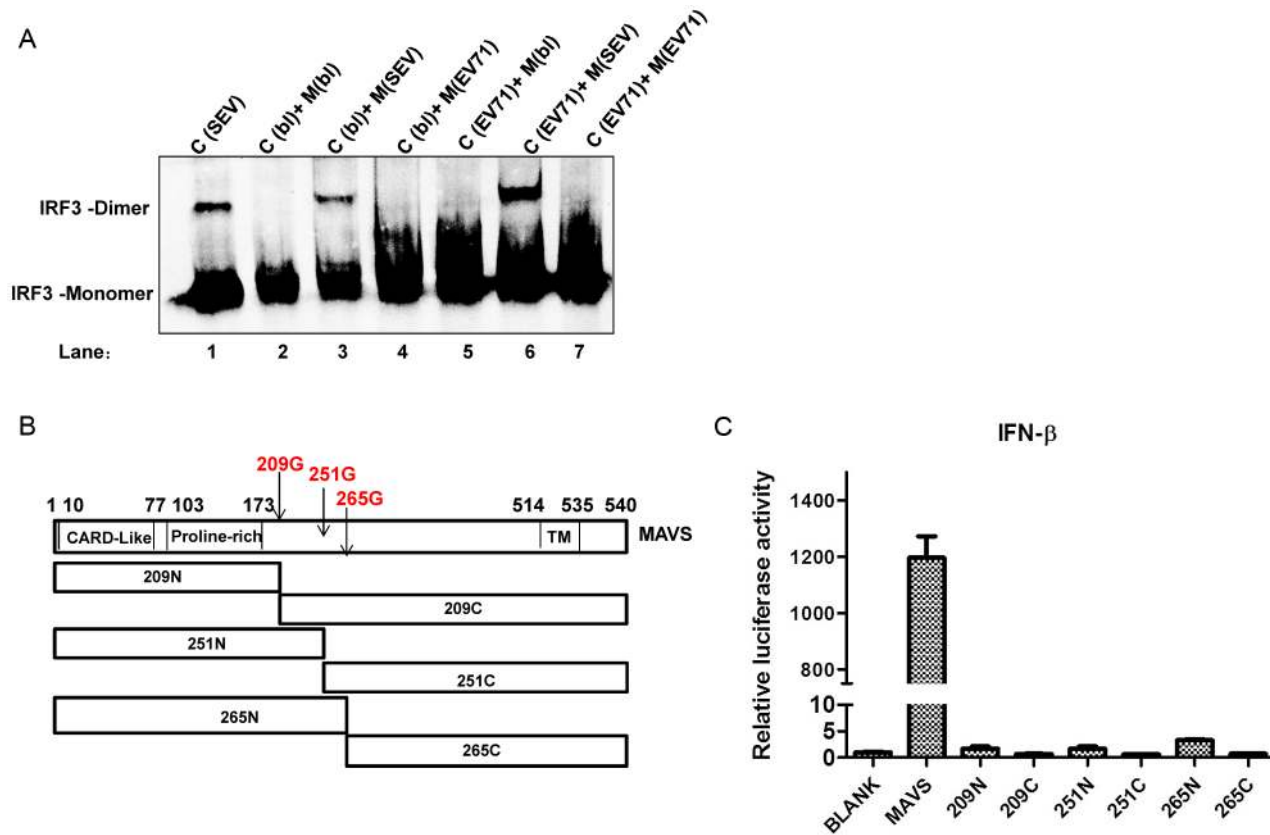 A
C (SEV)
C (bl)+ M(bl)
C (bl)+ M(SEV)
C (bl)+ M(EV71)
C (EV71)+ M(bl)
C (EV71)+ M(SEV)
C (EV71)+ M(EV71)
IRF3 -Dimer
IRF3 -Monomer
Lane: 1 2 3 4 5 6 7
B
209G
251G
265G
1 10 77 103 173 514 535 540
CARD-Like Proline-rich TM MAVS
209N
209C
251N
251C
265N
265C
C
IFN-β
Relative luciferase activity
1400
1200
1000
800
10
5
0
BLANK
MAVS
209N
209C
251N
251C
265N
265C